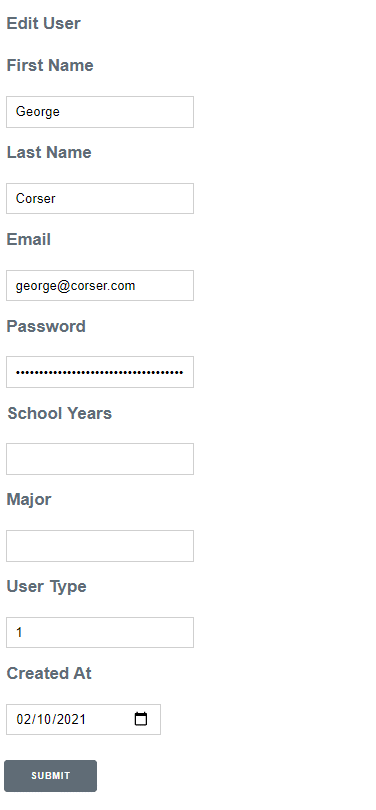 Edit User
First Name
George
Last Name
Corser
Email
george@corser.com
Password
••••••••••••••••••••••••••••••••••••
School Years
Major
User Type
1
Created At
02/10/2021
SUBMIT